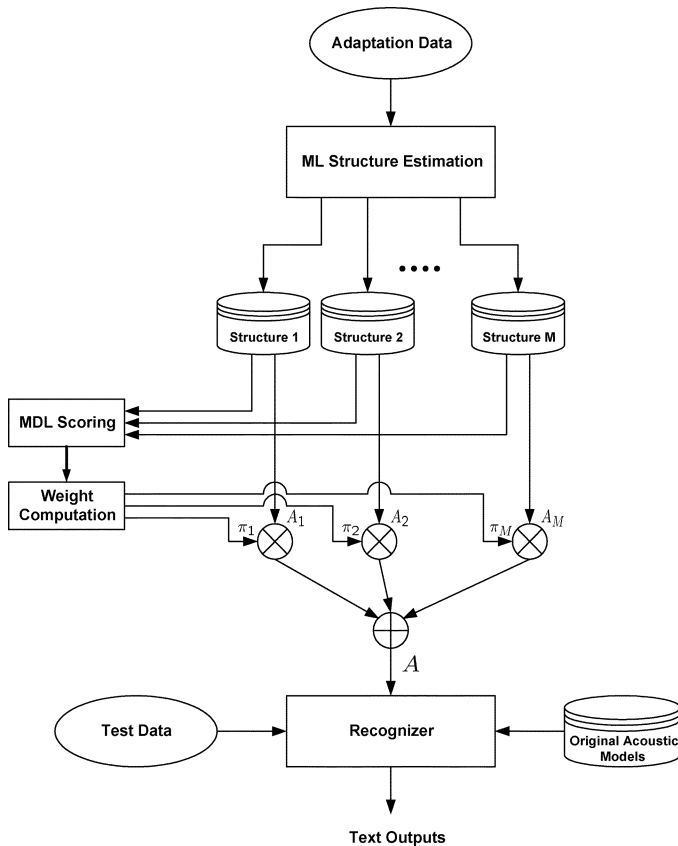 Adaptation Data
ML Structure Estimation
Structure 1
Structure 2
Structure M
MDL Scoring
Weight
Computation
π1
A1
π2
A2
πM
AM
A
Test Data
Recognizer
Original Acoustic
Models
Text Outputs